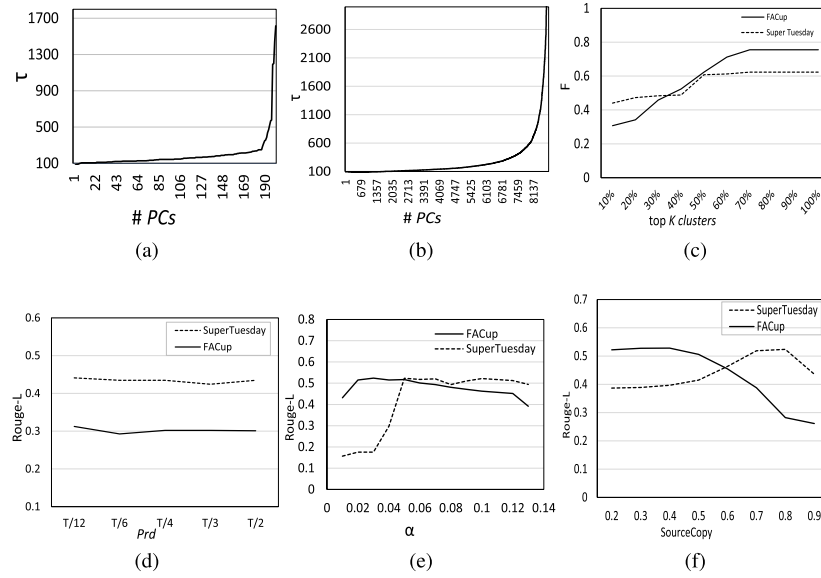 1700
1300
900
500
100
τ
1
22
43
64
85
106
127
148
169
190
# PCs
(a)
2600
2100
1600
1100
600
100
τ
1
679
1357
2035
2713
3391
4069
4747
5425
6103
6781
7459
8137
# PCs
(b)
1
0.8
0.6
0.4
0.2
0
F
FACup
Super Tuesday
10%
20%
30%
40%
50%
60%
70%
80%
90%
100%
top K clusters
(c)
0.6
0.5
0.4
0.3
0.2
0.1
Rouge-L
SuperTuesday
FACup
T/12
T/6
T/4
T/3
T/2
Prd
(d)
0.8
0.7
0.6
0.5
0.4
0.3
0.2
0.1
0
Rouge-L
FACup
SuperTuesday
0
0.02
0.04
0.06
0.08
0.1
0.12
0.14
α
(e)
0.7
0.6
0.5
0.4
0.3
0.2
0.1
0
Rouge-L
SuperTuesday
FACup
0.2
0.3
0.4
0.5
0.6
0.7
0.8
0.9
SourceCopy
(f)